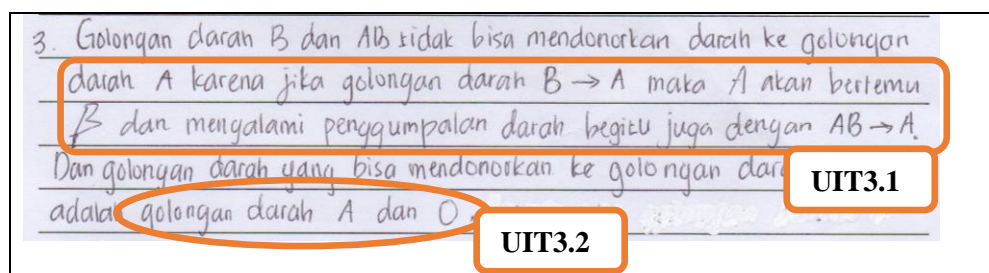 3. Golongan darah B dan AB tidak bisa mendonorkan darah ke golongan
darah A karena jika golongan darah B → A maka A akan bertemu
β dan mengalami penggumpalan darah begitu juga dengan AB → A.
Dan golongan darah yang bisa mendonorkan ke golongan
UIT3.1
adalah golongan darah A dan O
UIT3.2